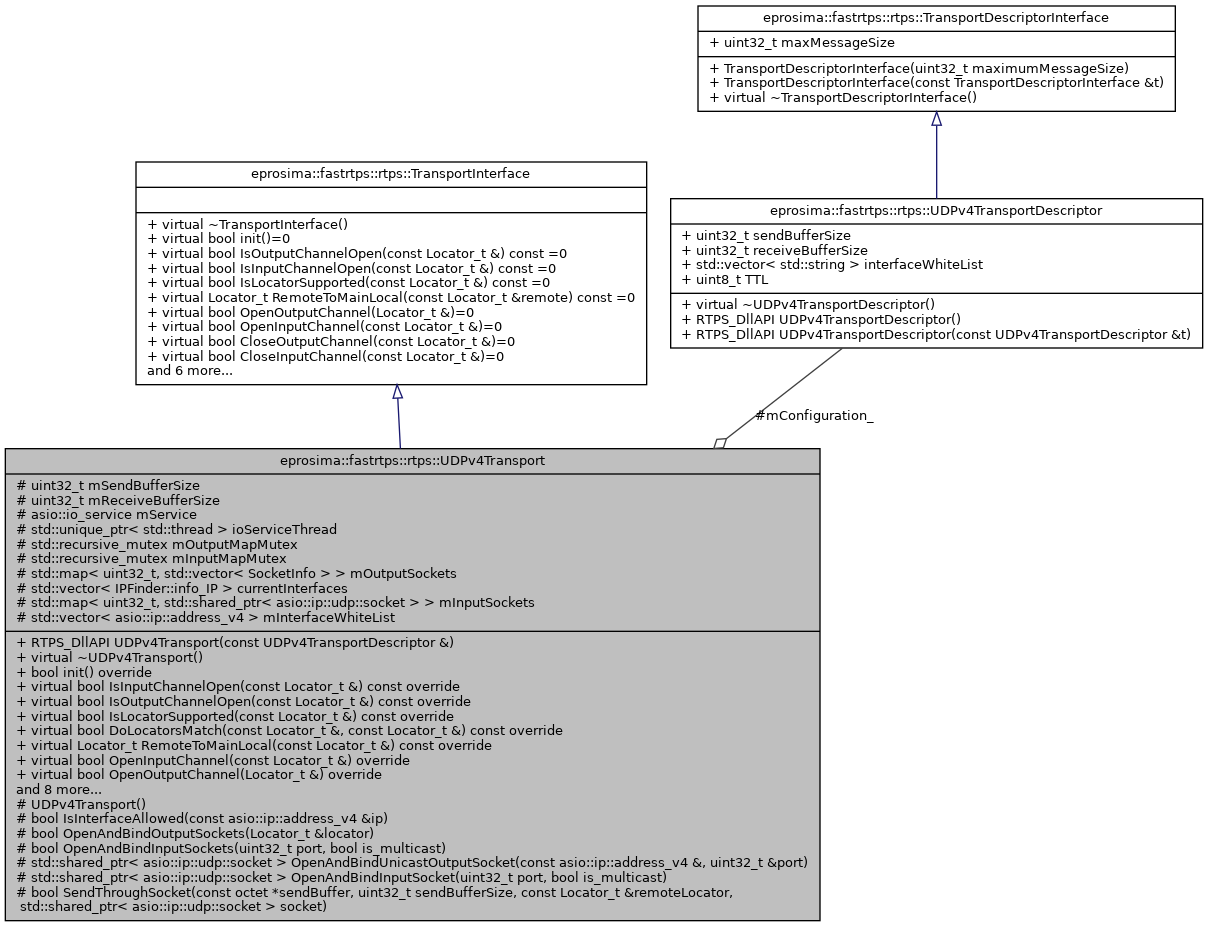 eprosima::fastrtps::rtps::TransportDescriptorInterface
+ uint32_t maxMessageSize
+ TransportDescriptorInterface(uint32_t maximumMessageSize)
+ TransportDescriptorInterface(const TransportDescriptorInterface &t)
+ virtual ~TransportDescriptorInterface()
eprosima::fastrtps::rtps::TransportInterface
+ virtual ~TransportInterface()
+ virtual bool init()=0
+ virtual bool IsOutputChannelOpen(const Locator_t &) const =0
+ virtual bool IsInputChannelOpen(const Locator_t &) const =0
+ virtual bool IsLocatorSupported(const Locator_t &) const =0
+ virtual Locator_t RemoteToMainLocal(const Locator_t &remote) const =0
+ virtual bool OpenOutputChannel(Locator_t &)=0
+ virtual bool OpenInputChannel(const Locator_t &)=0
+ virtual bool CloseOutputChannel(const Locator_t &)=0
+ virtual bool CloseInputChannel(const Locator_t &)=0
and 6 more...
eprosima::fastrtps::rtps::UDPv4TransportDescriptor
+ uint32_t sendBufferSize
+ uint32_t receiveBufferSize
+ std::vector< std::string > interfaceWhiteList
+ uint8_t TTL
+ virtual ~UDPv4TransportDescriptor()
+ RTPS_DllAPI UDPv4TransportDescriptor()
+ RTPS_DllAPI UDPv4TransportDescriptor(const UDPv4TransportDescriptor &t)
#mConfiguration_
eprosima::fastrtps::rtps::UDPv4Transport
# uint32_t mSendBufferSize
# uint32_t mReceiveBufferSize
# asio::io_service mService
# std::unique_ptr< std::thread > ioServiceThread
# std::recursive_mutex mOutputMapMutex
# std::recursive_mutex mInputMapMutex
# std::map< uint32_t, std::vector< SocketInfo > > mOutputSockets
# std::vector< IPFinder::info_IP > currentInterfaces
# std::map< uint32_t, std::shared_ptr< asio::ip::udp::socket > > mInputSockets
# std::vector< asio::ip::address_v4 > mInterfaceWhiteList
+ RTPS_DllAPI UDPv4Transport(const UDPv4TransportDescriptor &)
+ virtual ~UDPv4Transport()
+ bool init() override
+ virtual bool IsInputChannelOpen(const Locator_t &) const override
+ virtual bool IsOutputChannelOpen(const Locator_t &) const override
+ virtual bool IsLocatorSupported(const Locator_t &) const override
+ virtual bool DoLocatorsMatch(const Locator_t &, const Locator_t &) const override
+ virtual Locator_t RemoteToMainLocal(const Locator_t &) const override
+ virtual bool OpenInputChannel(const Locator_t &) override
+ virtual bool OpenOutputChannel(Locator_t &) override
and 8 more...
# UDPv4Transport()
# bool IsInterfaceAllowed(const asio::ip::address_v4 &ip)
# bool OpenAndBindOutputSockets(Locator_t &locator)
# bool OpenAndBindInputSockets(uint32_t port, bool is_multicast)
# std::shared_ptr< asio::ip::udp::socket > OpenAndBindUnicastOutputSocket(const asio::ip::address_v4 &, uint32_t &port)
# std::shared_ptr< asio::ip::udp::socket > OpenAndBindInputSocket(uint32_t port, bool is_multicast)
# bool SendThroughSocket(const octet *sendBuffer, uint32_t sendBufferSize, const Locator_t &remoteLocator,
std::shared_ptr< asio::ip::udp::socket > socket)